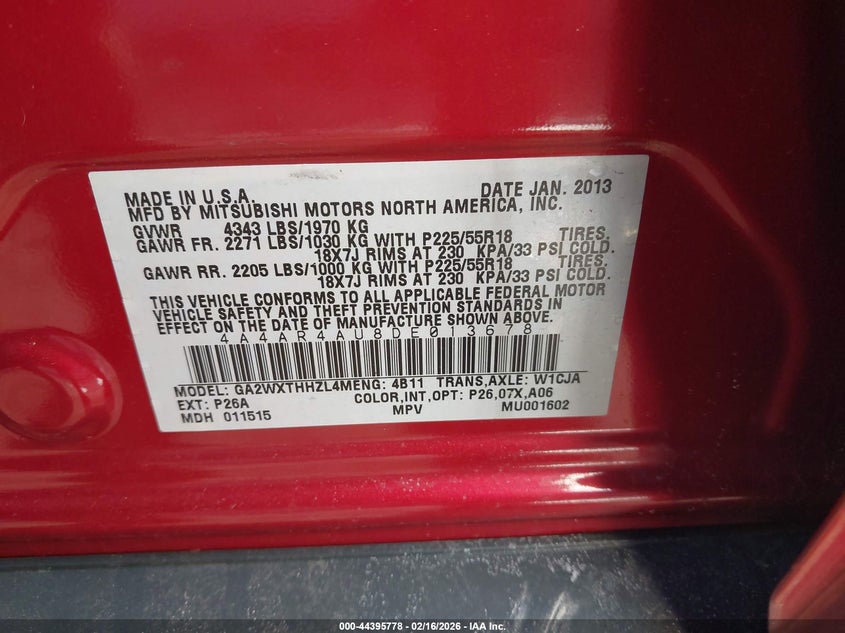 MADE IN U.S.A. DATE JAN. 2013
MFD BY MITSUBISHI MOTORS NORTH AMERICA, INC.
GVWR 4343 LBS/1970 KG
GAWR FR. 2271 LBS/1030 KG WITH P225/55R18 TIRES,
18X7J RIMS AT 230 KPA/33 PSI COLD.
GAWR RR. 2205 LBS/1000 KG WITH P225/55R18 TIRES,
18X7J RIMS AT 230 KPA/33 PSI COLD.
THIS VEHICLE CONFORMS TO ALL APPLICABLE FEDERAL MOTOR
VEHICLE SAFETY AND THEFT PREVENTION STANDARDS IN
EFFECT ON THE DATE OF MANUFACTURE SHOWN ABOVE.
4A4AR4AU8DE013678
MODEL: GA2WXTHHZL4MENG: 4B11 TRANS,AXLE: W1CJA
EXT: P26A COLOR,INT,OPT: P26,07X,A06
MDH 011515 MPV MU001602
000-44395778 - 02/16/2026 - IAA Inc.